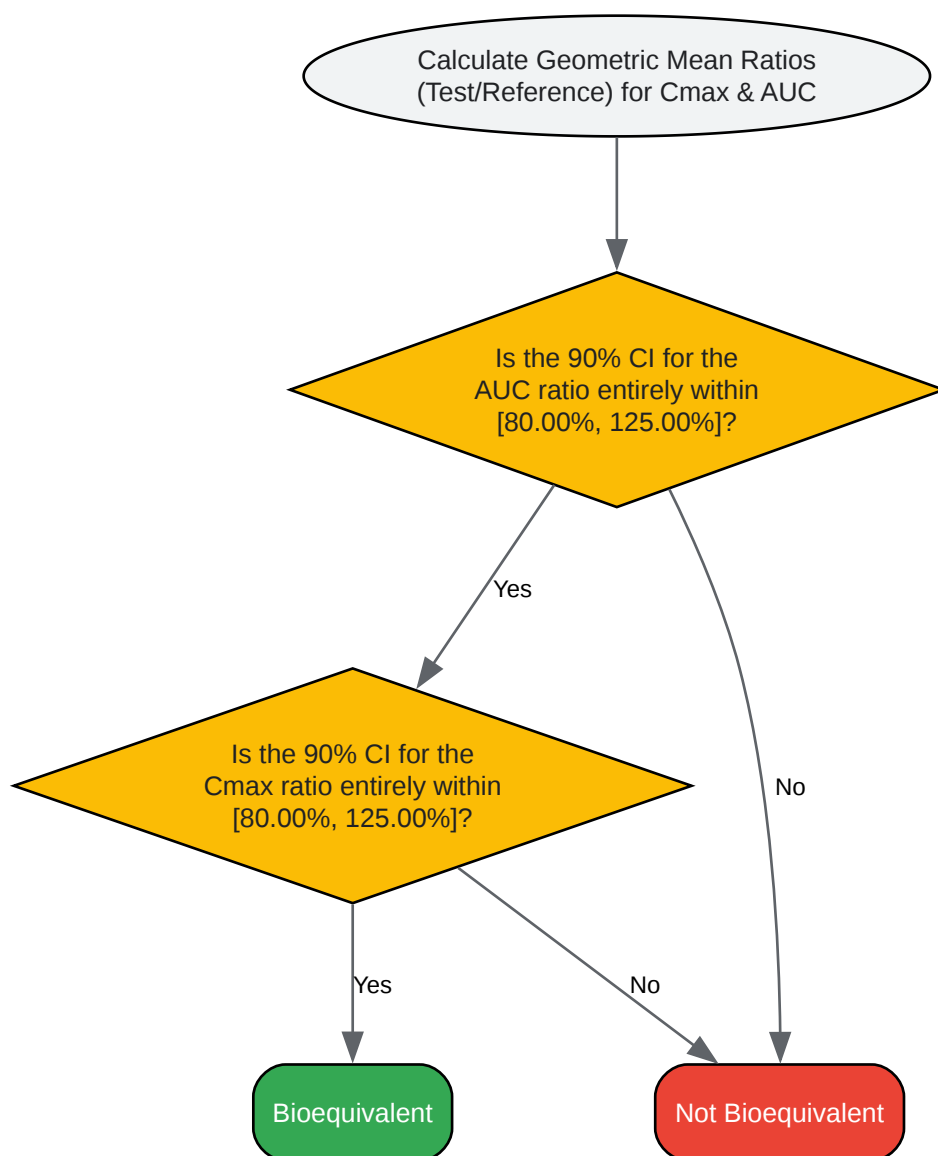 Calculate Geometric Mean Ratios
(Test/Reference) for Cmax & AUC
Is the 90% CI for the
AUC ratio entirely within
[80.00%, 125.00%]?
Yes
Is the 90% CI for the
Cmax ratio entirely within
[80.00%, 125.00%]?
No
Yes
No
Bioequivalent
Not Bioequivalent